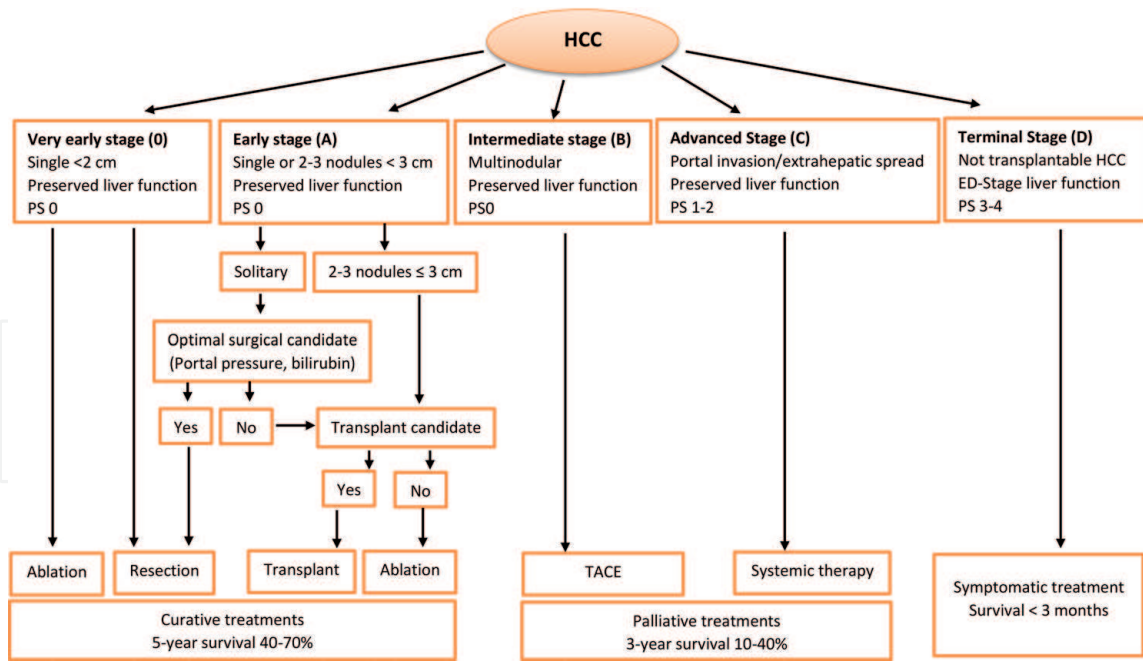 HCC
Very early stage (0)
Single <2 cm
Preserved liver function
PS 0
Early stage (A)
Single or 2-3 nodules < 3 cm
Preserved liver function
PS 0
Intermediate stage (B)
Multinodular
Preserved liver function
PS0
Advanced Stage (C)
Portal invasion/extrahepatic spread
Preserved liver function
PS 1-2
Terminal Stage (D)
Not transplantable HCC
ED-Stage liver function
PS 3-4
Solitary
2-3 nodules ≤ 3 cm
Optimal surgical candidate
(Portal pressure, bilirubin)
Yes
No
Transplant candidate
Yes
No
Ablation
Resection
Transplant
Ablation
TACE
Systemic therapy
Symptomatic treatment
Survival < 3 months
Curative treatments
5-year survival 40-70%
Palliative treatments
3-year survival 10-40%